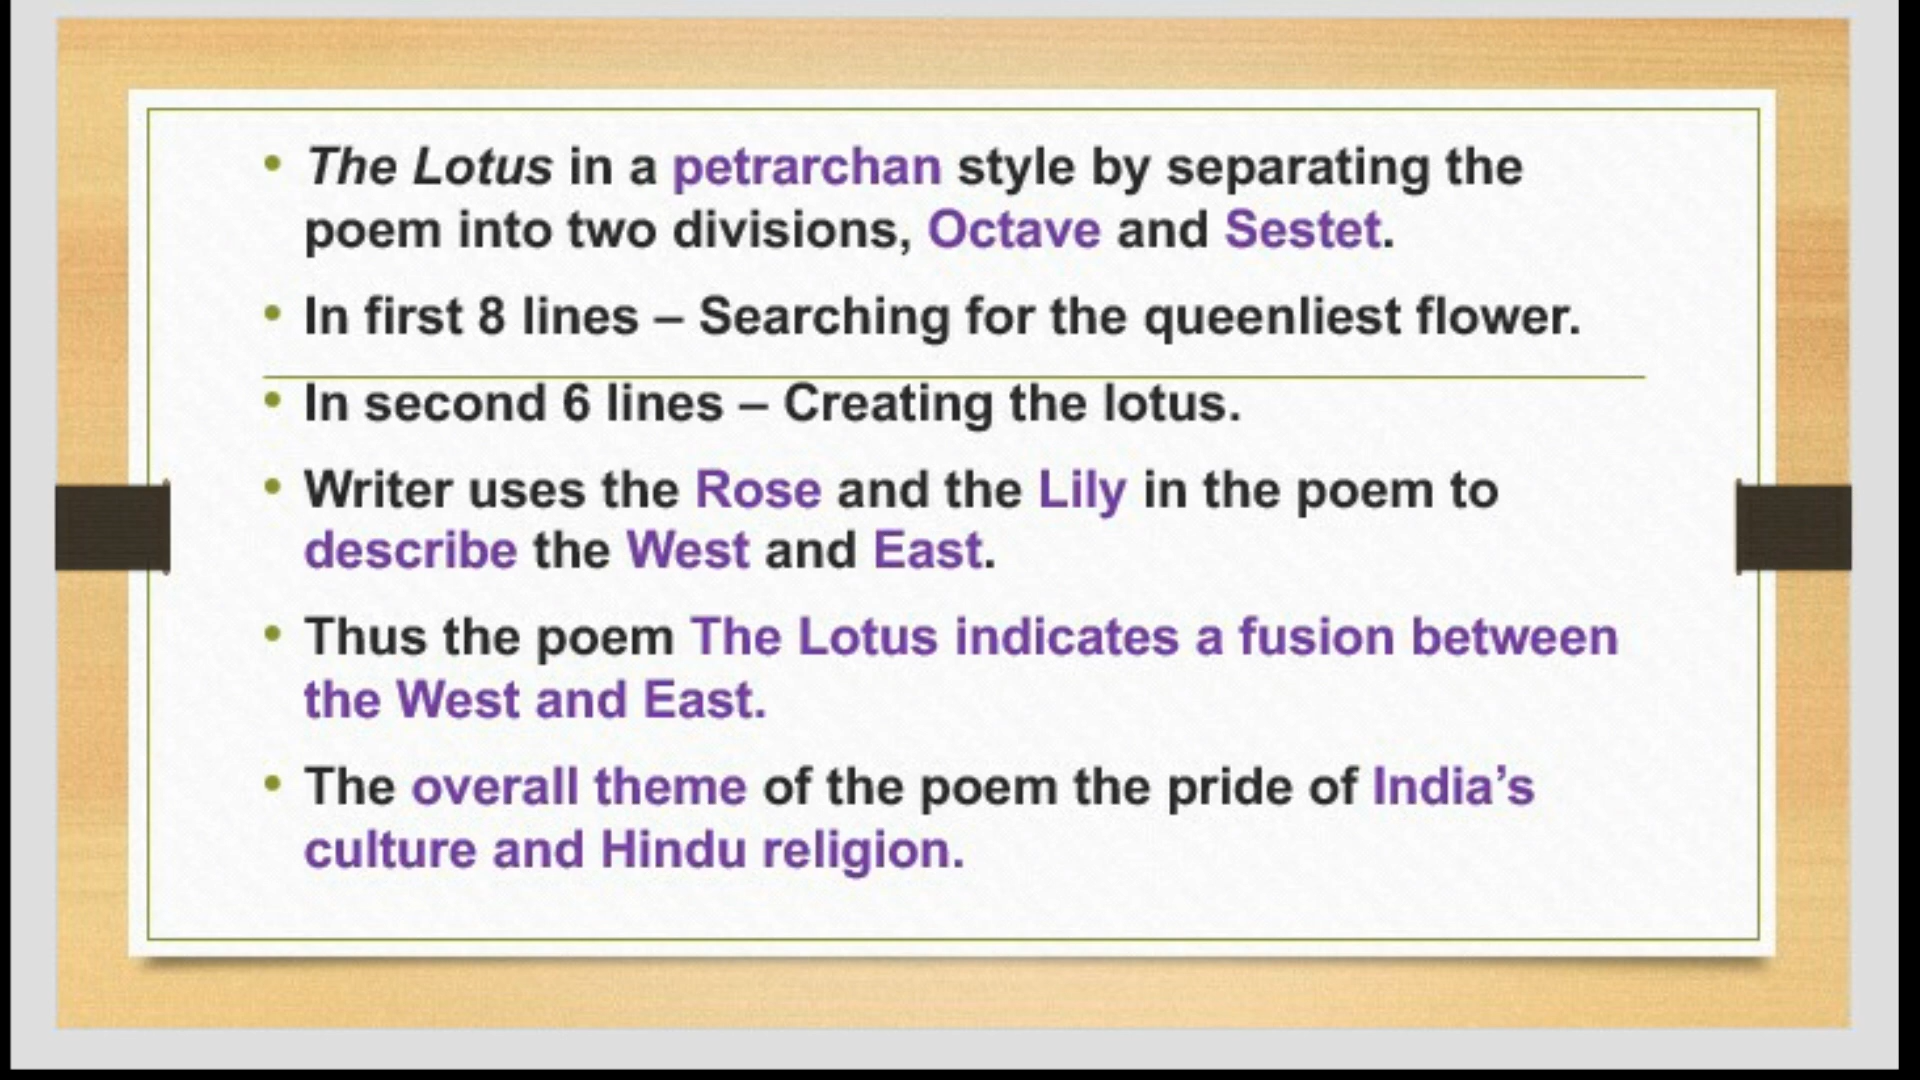 • The Lotus in a petrarchan style by separating the
poem into two divisions, Octave and Sestet.
• In first 8 lines – Searching for the queenliest flower.
• In second 6 lines – Creating the lotus.
• Writer uses the Rose and the Lily in the poem to
describe the West and East.
• Thus the poem The Lotus indicates a fusion between
the West and East.
• The overall theme of the poem the pride of India’s
culture and Hindu religion.